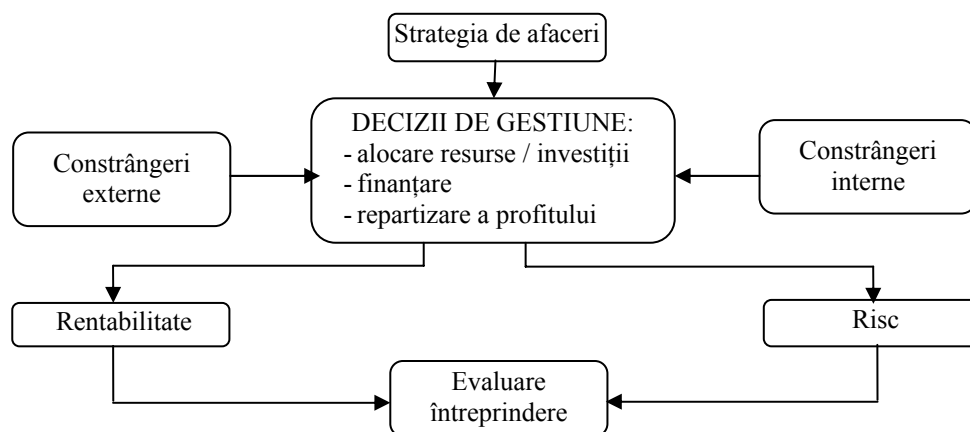 Strategia de afaceri
DECIZII DE GESTIUNE:
- alocare resurse / investiții
- finanțare
- repartizare a profitului
Constrângeri
externe
Constrângeri
interne
Rentabilitate
Risc
Evaluare
întreprindere